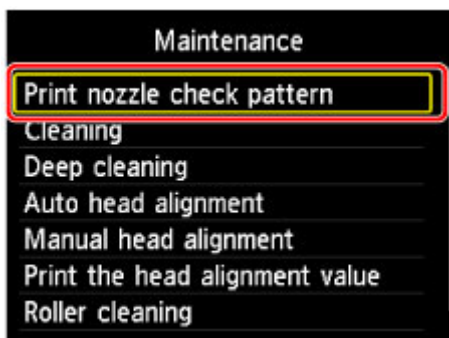 Maintenance
Print nozzle check pattern
Cleaning
Deep cleaning
Auto head alignment
Manual head alignment
Print the head alignment value
Roller cleaning